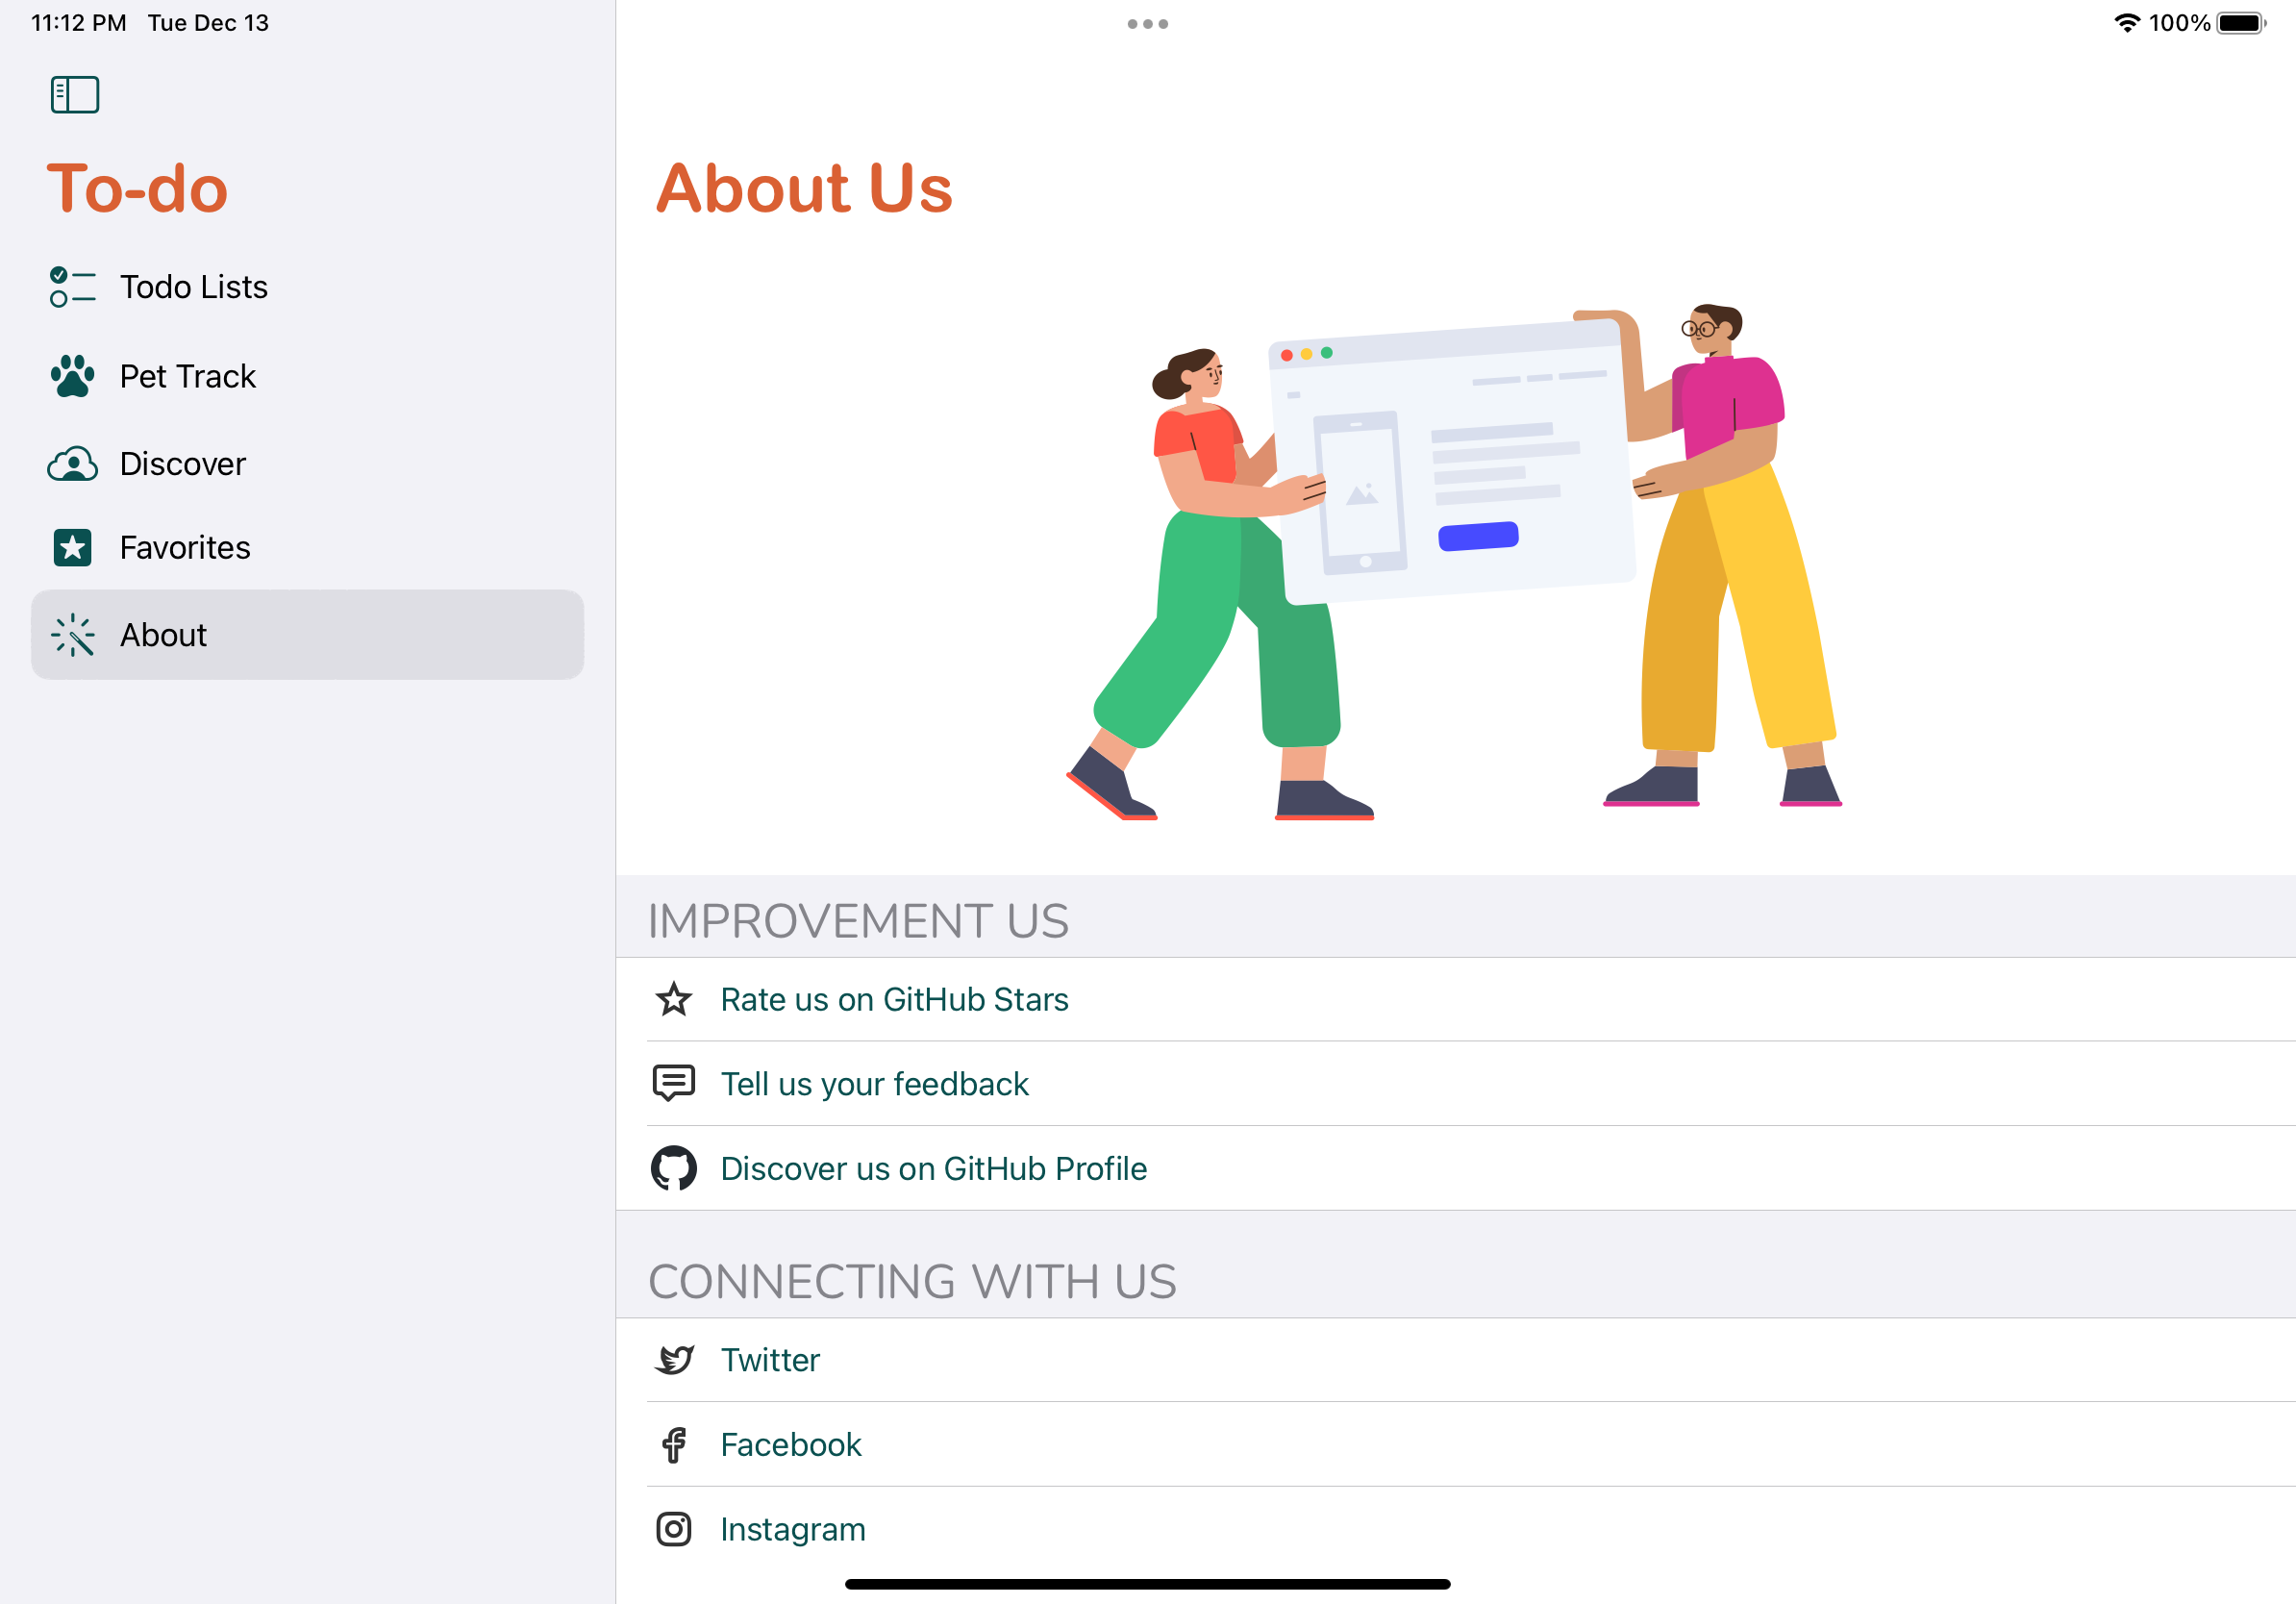 11:12 PM Tue Dec 13
100%
To-do
Todo Lists
Pet Track
Discover
Favorites
About
About Us
IMPROVEMENT US
Rate us on GitHub Stars
Tell us your feedback
Discover us on GitHub Profile
CONNECTING WITH US
Twitter
Facebook
Instagram